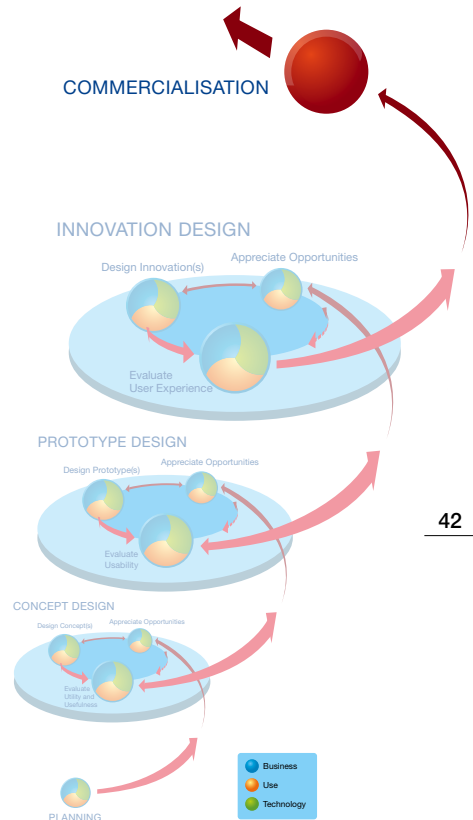 COMMERCIALISATION
INNOVATION DESIGN
Appreciate Opportunities
Design Innovation(s)
Evaluate
User Experience
PROTOTYPE DESIGN
Appreciate Opportunities
Design Prototype(s)
42
Evaluate
Usability
CONCEPT DESIGN
Design Concept(s)
Appreciate Opportunities
Evaluate
Utility and
Usefulness
Business
Use
Technology
PLANNING